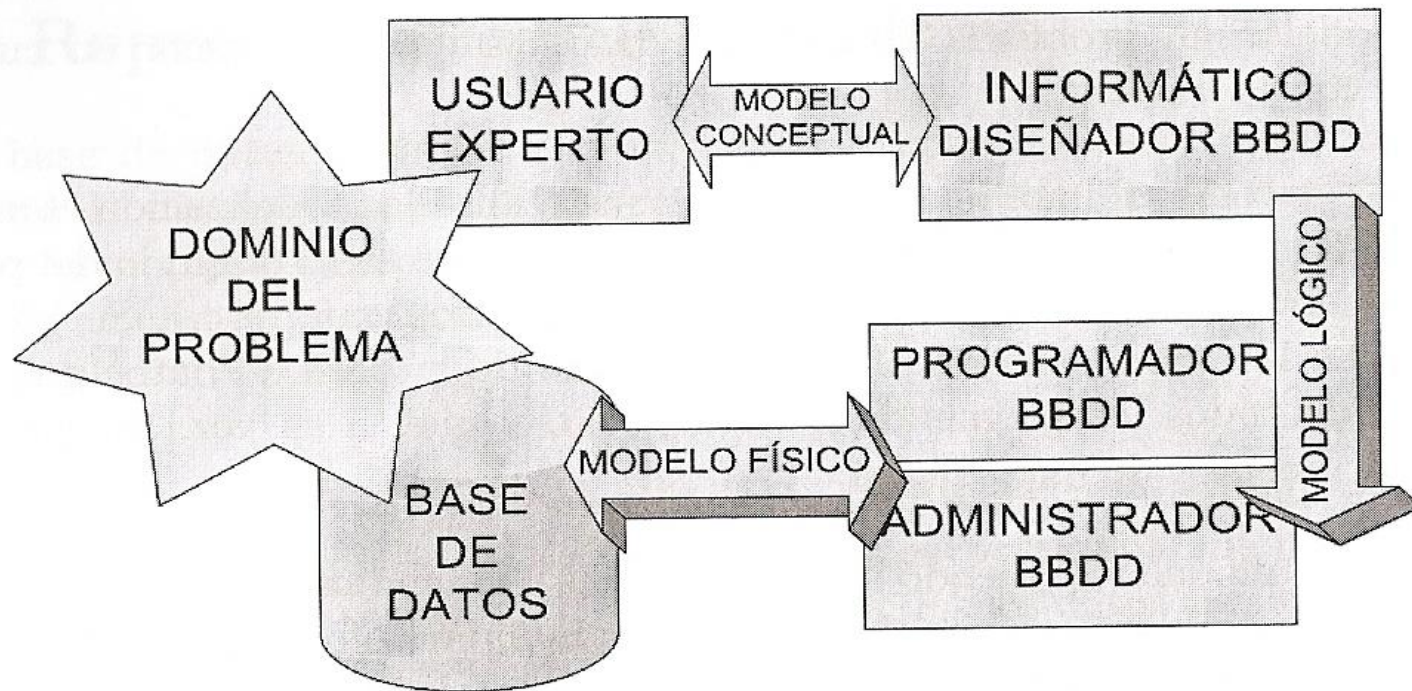 USUARIO
EXPERTO
MODELO
CONCEPTUAL
INFORMÁTICO
DISEÑADOR BBDD
DOMINIO
DEL
PROBLEMA
MODELO LÓGICO
PROGRAMADOR
BBDD
MODELO FÍSICO
ADMINISTRADOR
BBDD
BASE
DE
DATOS